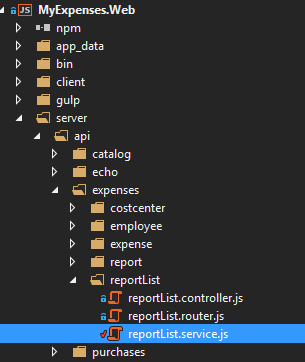 JS MyExpenses.Web
npm
app_data
bin
client
gulp
server
api
catalog
echo
expenses
costcenter
employee
expense
report
reportList
reportList.controller.js
reportList.router.js
reportList.service.js
purchases